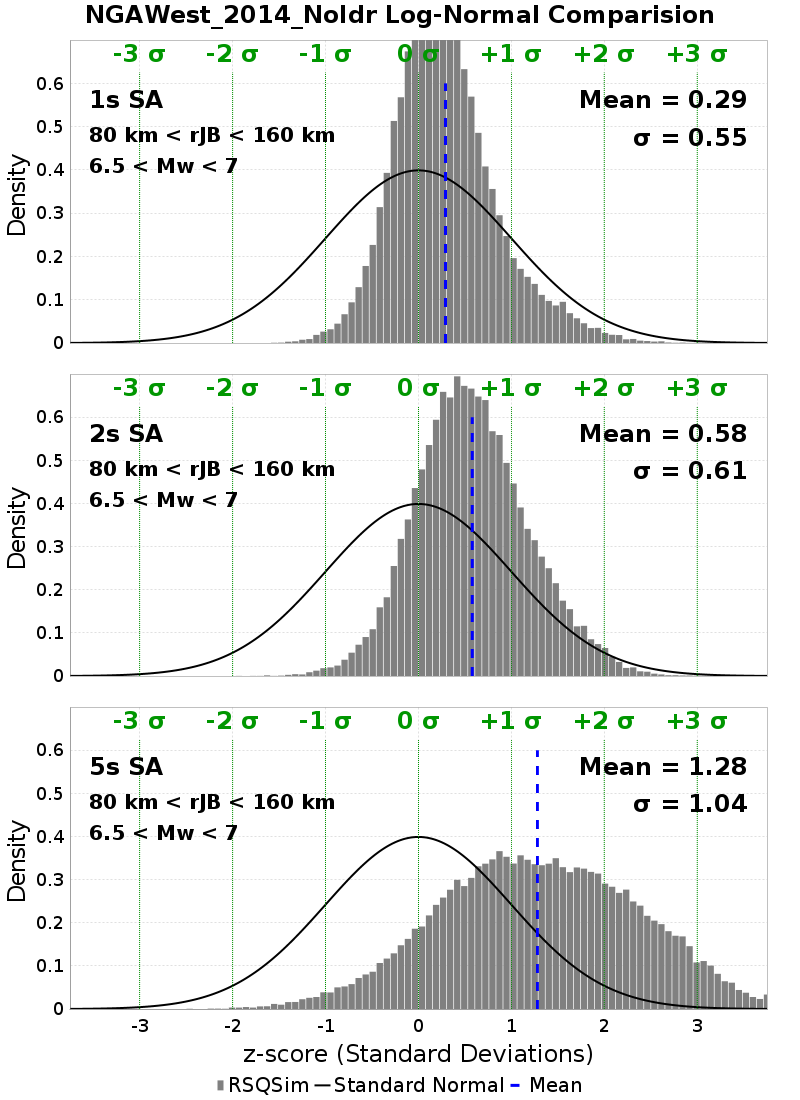 NGAWest_2014_NoIdr Log-Normal Comparision
-3 σ -2 σ -1 σ 0 σ +1 σ +2 σ +3 σ
0.6
1s SA Mean = 0.29
0.5
80 km < rJB < 160 km σ = 0.55
6.5 < Mw < 7
0.4
0.3
0.2
0.1
0
Density
-3 σ -2 σ -1 σ 0 σ +1 σ +2 σ +3 σ
0.6
2s SA Mean = 0.58
0.5
80 km < rJB < 160 km σ = 0.61
6.5 < Mw < 7
0.4
0.3
0.2
0.1
0
Density
-3 σ -2 σ -1 σ 0 σ +1 σ +2 σ +3 σ
0.6
5s SA Mean = 1.28
0.5
80 km < rJB < 160 km σ = 1.04
6.5 < Mw < 7
0.4
0.3
0.2
0.1
0
Density
-3 -2 -1 0 1 2 3
z-score (Standard Deviations)
RSQSim Standard Normal Mean